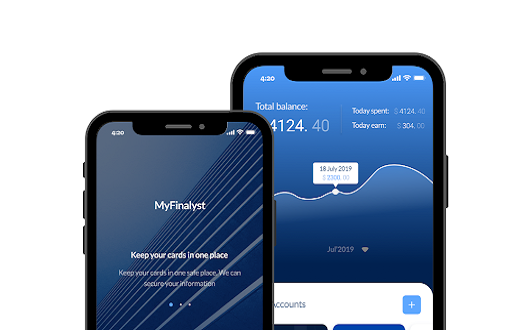 4:20
MyFinalyst
Keep your cards in one place
Keep your cards in one safe place. We can
secure your information
4:20
Total balance:
4124. 40
Today spent: $ 4124. 40
Today earn: $ 304. 00
18 July 2019
$ 2300. 00
Jul'2019
Accounts
+